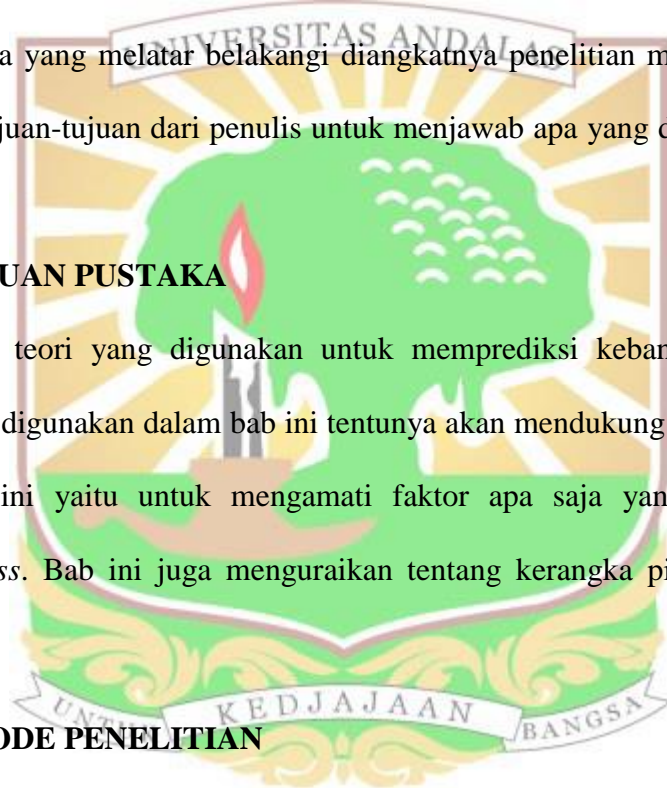 UNIVERSITAS ANDALAS
a yang melatar belakangi diangkatnya penelitian m
juan-tujuan dari penulis untuk menjawab apa yang d
UAN PUSTAKA
teori yang digunakan untuk memprediksi keban
digunakan dalam bab ini tentunya akan mendukung
ini yaitu untuk mengamati faktor apa saja yan
ss. Bab ini juga menguraikan tentang kerangka pi
UNTUK KEDJAJAAN BANGSA
ODE PENELITIAN